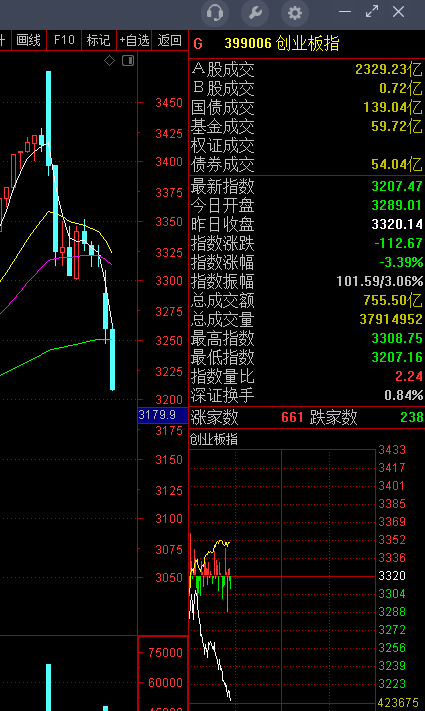 画线 F10 标记 +自选 返回
G 399006 创业板指
A股成交 2329.23亿
B股成交 0.72亿
国债成交 139.04亿
基金成交 59.72亿
权证成交
债券成交 54.04亿
最新指数 3207.47
今日开盘 3289.01
昨日收盘 3320.14
指数涨跌 -112.67
指数涨幅 -3.39%
指数振幅 101.59/3.06%
总成交额 755.50亿
总成交量 37914952
最高指数 3308.75
最低指数 3207.16
指数量比 2.24
深证换手 0.84%
涨家数 661 跌家数 238
3450
3425
3400
3375
3350
3325
3300
3275
3250
3225
3200
3179.9
3175
3150
3125
3100
3075
3050
75000
60000
创业板指
3433
3417
3401
3385
3369
3352
3336
3320
3304
3288
3272
3256
3239
3223
423675